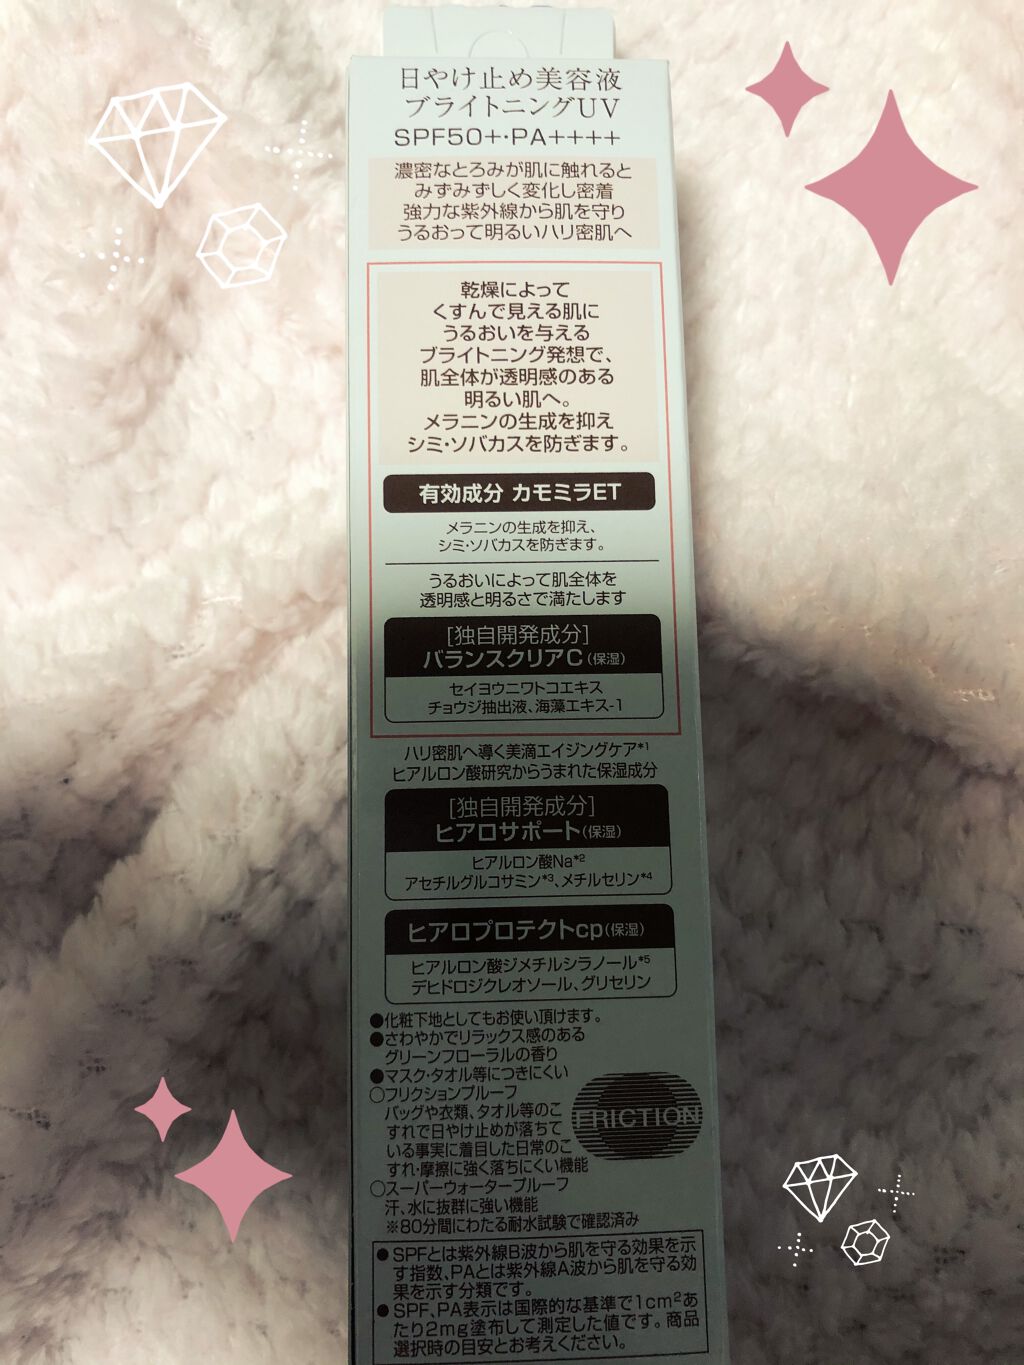 日やけ止め美容液
ブライトニングUV
SPF50+・PA++++
濃密なとろみが肌に触れると
みずみずしく変化し密着
強力な紫外線から肌を守り
うるおって明るいハリ密肌へ
乾燥によって
くすんで見える肌に
うるおいを与える
ブライトニング発想で、
肌全体が透明感のある
明るい肌へ。
メラニンの生成を抑え
シミ・ソバカスを防ぎます。
有効成分 カモミラET
メラニンの生成を抑え、
シミ・ソバカスを防ぎます。
うるおいによって肌全体を
透明感と明るさで満たします
[独自開発成分]
バランスクリアC(保湿)
セイヨウニワトコエキス
チョウジ抽出液、海藻エキス-1
ハリ密肌へ導く美滴エイジングケア*1
ヒアルロン酸研究からうまれた保湿成分
[独自開発成分]
ヒアロサポート(保湿)
ヒアルロン酸Na*2
アセチルグルコサミン*3、メチルセリン*4
ヒアロプロテクトcp(保湿)
ヒアルロン酸ジメチルシラノール*5
デヒドロジクレオソール、グリセリン
●化粧下地としてもお使い頂けます。
●さわやかでリラックス感のある
グリーンフローラルの香り
●マスク・タオル等につきにくい
○フリクションプルーフ
バッグや衣類、タオル等のこ
すれで日やけ止めが落ちて
いる事実に着目した日常のこ
すれ・摩擦に強く落ちにくい機能
FRICTION
○スーパーウォータープルーフ
汗、水に抜群に強い機能
※80分間にわたる耐水試験で確認済み
●SPFとは紫外線B波から肌を守る効果を示
す指数、PAとは紫外線A波から肌を守る効
果を示す分類です。
●SPF、PA表示は国際的な基準で1cm²あ
たり2mg塗布して測定した値です。商品
選択時の目安とお考えください。